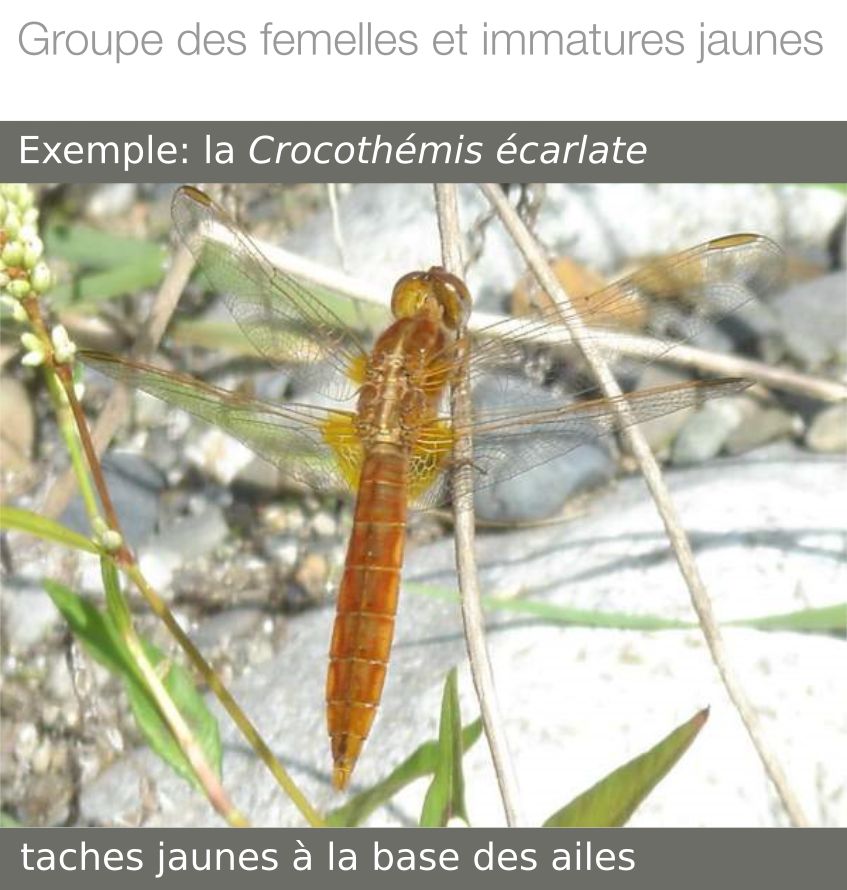 Groupe des femelles et immatures jaunes
Exemple: la Crocothémis écarlate
taches jaunes à la base des ailes